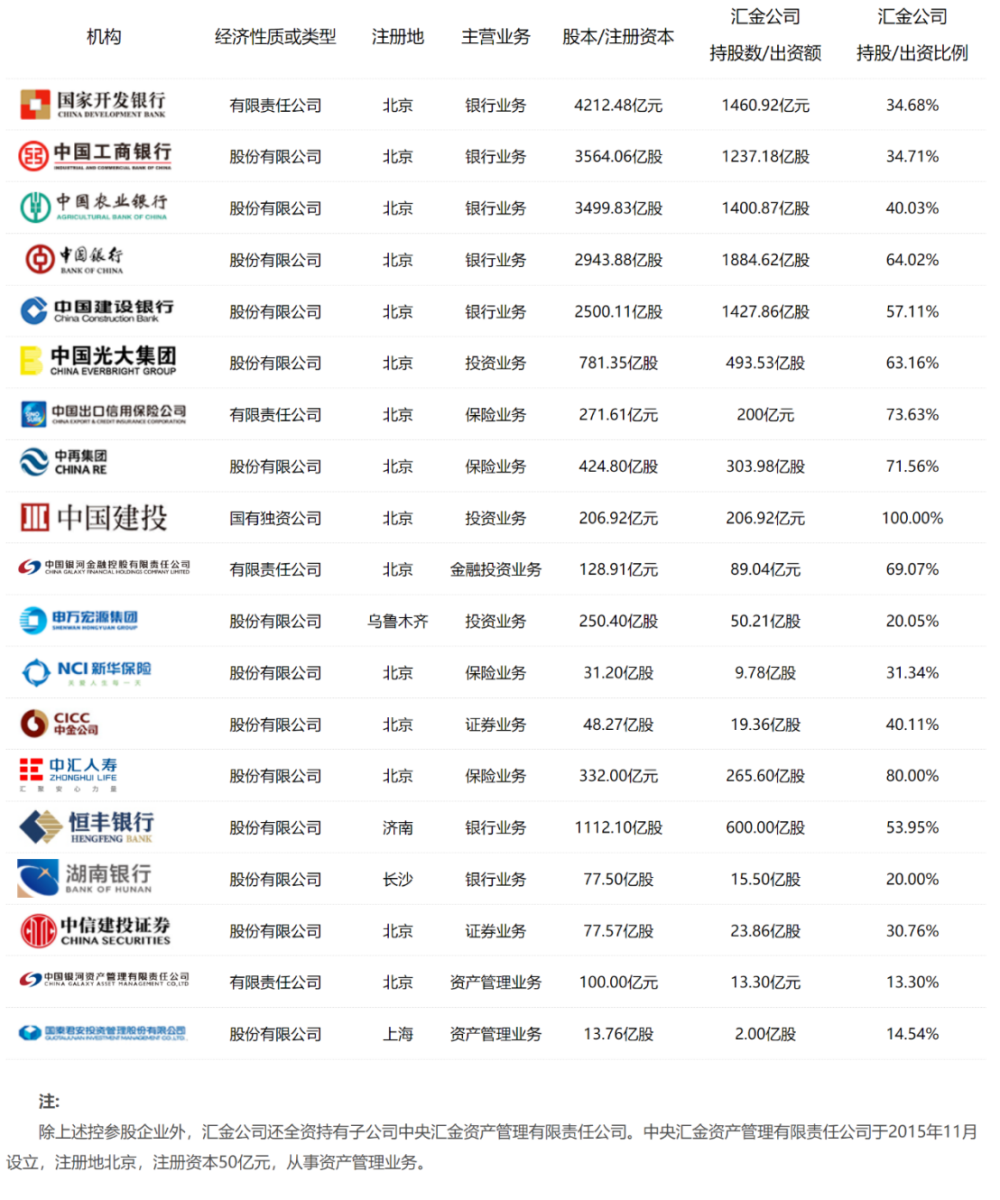 机构 经济性质或类型 注册地 主营业务 股本/注册资本 汇金公司 持股数/出资额 汇金公司 持股/出资比例
国家开发银行 CHINA DEVELOPMENT BANK 有限责任公司 北京 银行业务 4212.48亿元 1460.92亿元 34.68%
中国工商银行 INDUSTRIAL AND COMMERCIAL BANK OF CHINA 股份有限公司 北京 银行业务 3564.06亿股 1237.18亿股 34.71%
中国农业银行 AGRICULTURAL BANK OF CHINA 股份有限公司 北京 银行业务 3499.83亿股 1400.87亿股 40.03%
中国银行 BANK OF CHINA 股份有限公司 北京 银行业务 2943.88亿股 1884.62亿股 64.02%
中国建设银行 China Construction Bank 股份有限公司 北京 银行业务 2500.11亿股 1427.86亿股 57.11%
中国光大集团 CHINA EVERBRIGHT GROUP 股份有限公司 北京 投资业务 781.35亿股 493.53亿股 63.16%
中国出口信用保险公司 CHINA EXPORT & CREDIT INSURANCE CORPORATION 有限责任公司 北京 保险业务 271.61亿元 200亿元 73.63%
中再集团 CHINA RE 股份有限公司 北京 保险业务 424.80亿股 303.98亿股 71.56%
中国建投 国有独资公司 北京 投资业务 206.92亿元 206.92亿元 100.00%
中国银河金融控股有限责任公司 CHINA GALAXY FINANCIAL HOLDINGS COMPANY LIMITED 有限责任公司 北京 金融投资业务 128.91亿元 89.04亿元 69.07%
申万宏源集团 SHENWAN HONGYUAN GROUP 股份有限公司 乌鲁木齐 投资业务 250.40亿股 50.21亿股 20.05%
NCI 新华保险 关爱人生每一天 股份有限公司 北京 保险业务 31.20亿股 9.78亿股 31.34%
CICC 中金公司 股份有限公司 北京 证券业务 48.27亿股 19.36亿股 40.11%
中汇人寿 ZHONGHUI LIFE 汇聚安心力量 股份有限公司 北京 保险业务 332.00亿元 265.60亿股 80.00%
恒丰银行 HENGFENG BANK 股份有限公司 济南 银行业务 1112.10亿股 600.00亿股 53.95%
湖南银行 BANK OF HUNAN 股份有限公司 长沙 银行业务 77.50亿股 15.50亿股 20.00%
中信建投证券 CHINA SECURITIES 股份有限公司 北京 证券业务 77.57亿股 23.86亿股 30.76%
中国银河资产管理有限责任公司 CHINA GALAXY ASSET MANAGEMENT CO.,LTD 有限责任公司 北京 资产管理业务 100.00亿元 13.30亿元 13.30%
国泰君安投资管理股份有限公司 GUOTAI JUNAN INVESTMENT MANAGEMENT CO.,LTD. 股份有限公司 上海 资产管理业务 13.76亿股 2.00亿股 14.54%
注:
除上述控参股企业外，汇金公司还全资持有子公司中央汇金资产管理有限责任公司。中央汇金资产管理有限责任公司于2015年11月
设立，注册地北京，注册资本50亿元，从事资产管理业务。